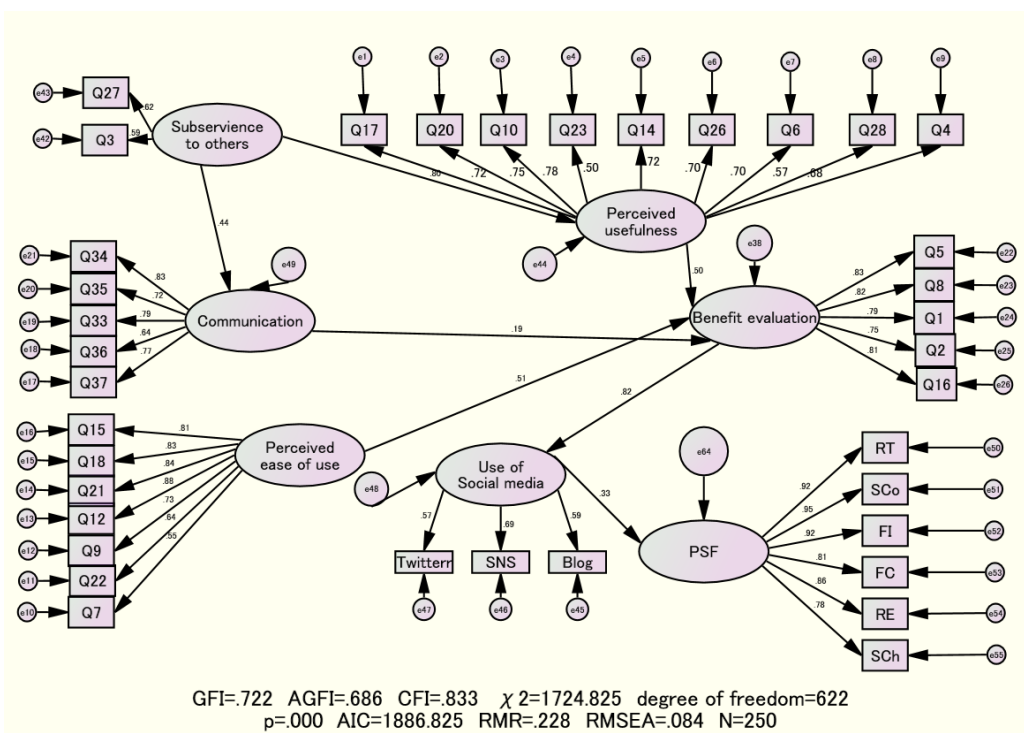 e1 e2 e3 e4 e5 e6 e7 e8 e9
e43 Q27 .62
e42 Q3 .59
Subservience
to others
Q17 Q20 Q10 Q23 Q14 Q26 Q6 Q28 Q4
.80 .72 .75 .78 .50 .72 .70 .70 .57 .68
Perceived
usefulness
e44
.44
.50
e49
e38
e21 Q34 .83
e20 Q35 .72
e19 Q33 .79
e18 Q36 .64
e17 Q37 .77
Communication
.19
Benefit evaluation
.83 Q5 e22
.82 Q8 e23
.79 Q1 e24
.75 Q2 e25
.81 Q16 e26
.51
.82
e16 Q15 .81
e15 Q18 .83
e14 Q21 .84
e13 Q12 .88
e12 Q9 .73
e11 Q22 .64
e10 Q7 .55
Perceived
ease of use
e48
Use of
Social media
.33
e64
.57 .69 .59
Twitterr SNS Blog
e47 e46 e45
PSF
.92 RT e50
.95 SCo e51
.92 FI e52
.81 FC e53
.86 RE e54
.78 SCh e55
GFI=.722 AGFI=.686 CFI=.833 χ2=1724.825 degree of freedom=622
p=.000 AIC=1886.825 RMR=.228 RMSEA=.084 N=250